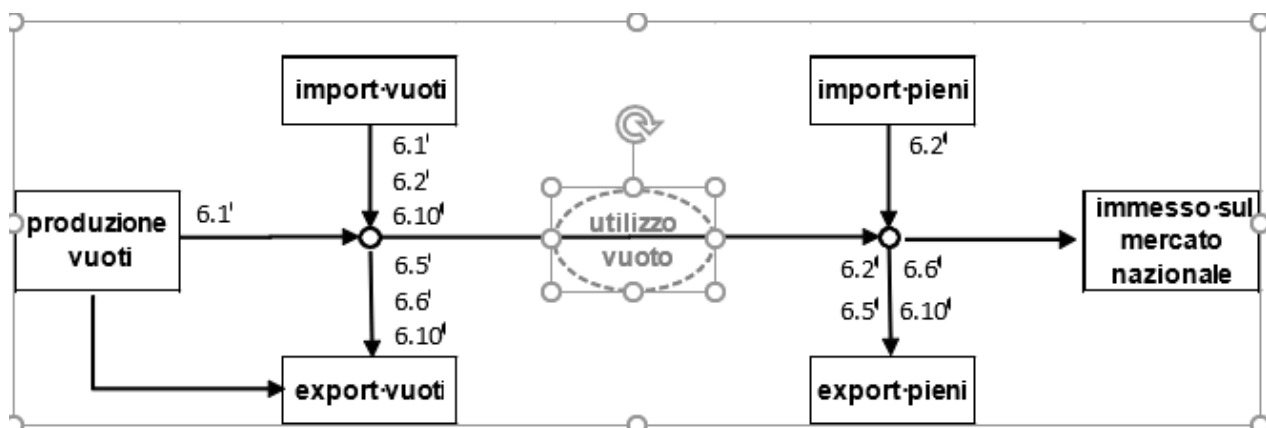 import·vuoti
import·pieni
6.1'
6.2'
6.10'
6.2'
produzione
vuoti
6.1'
utilizzo
vuoto
immesso·sul
mercato
nazionale
6.5'
6.6'
6.10'
6.2' 6.6'
6.5' 6.10'
export·vuoti
export·pieni